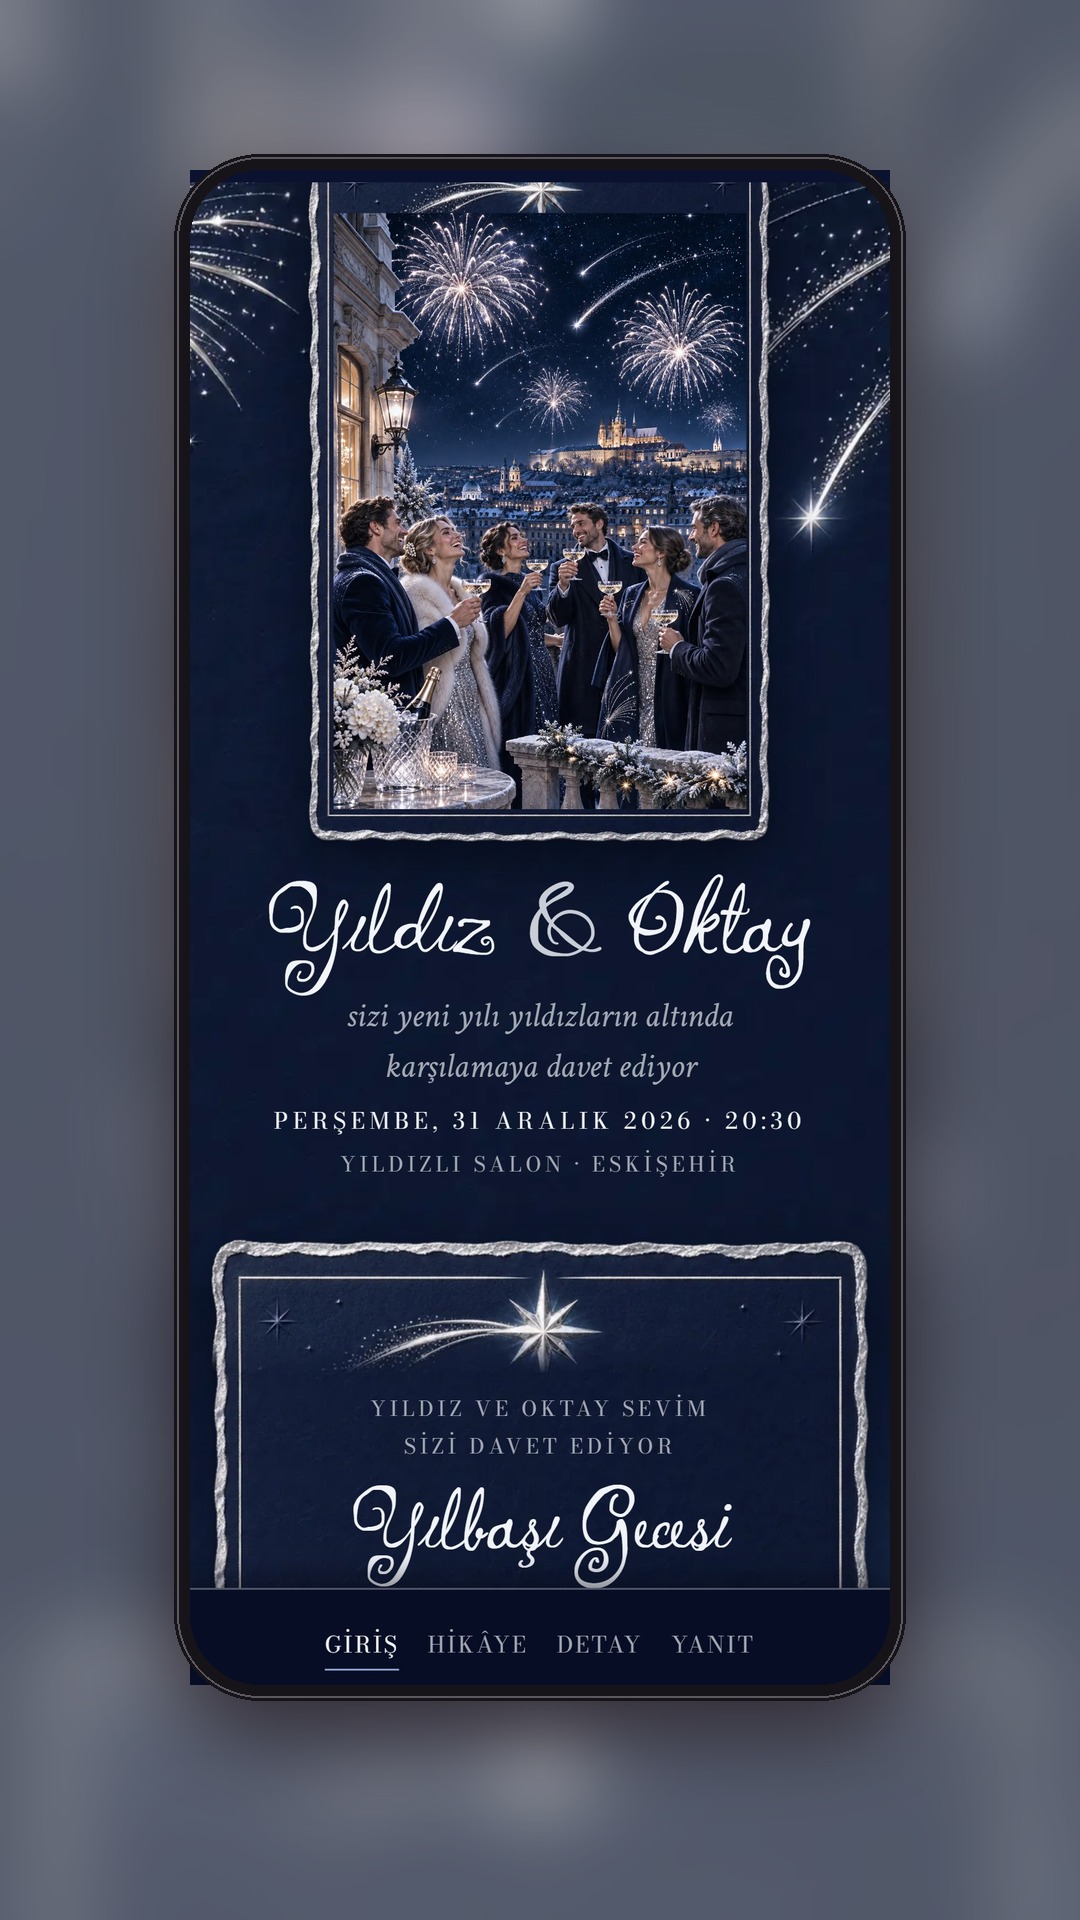 Yıldız & Oktay
sizi yeni yılı yıldızların altında
karşılamaya davet ediyor
PERŞEMBE, 31 ARALIK 2026 · 20:30
YILDIZLI SALON · ESKİŞEHİR
YILDIZ VE OKTAY SEVİM
SİZİ DAVET EDİYOR
Yılbaşı Gecesi
GİRİŞ HİKÂYE DETAY YANIT